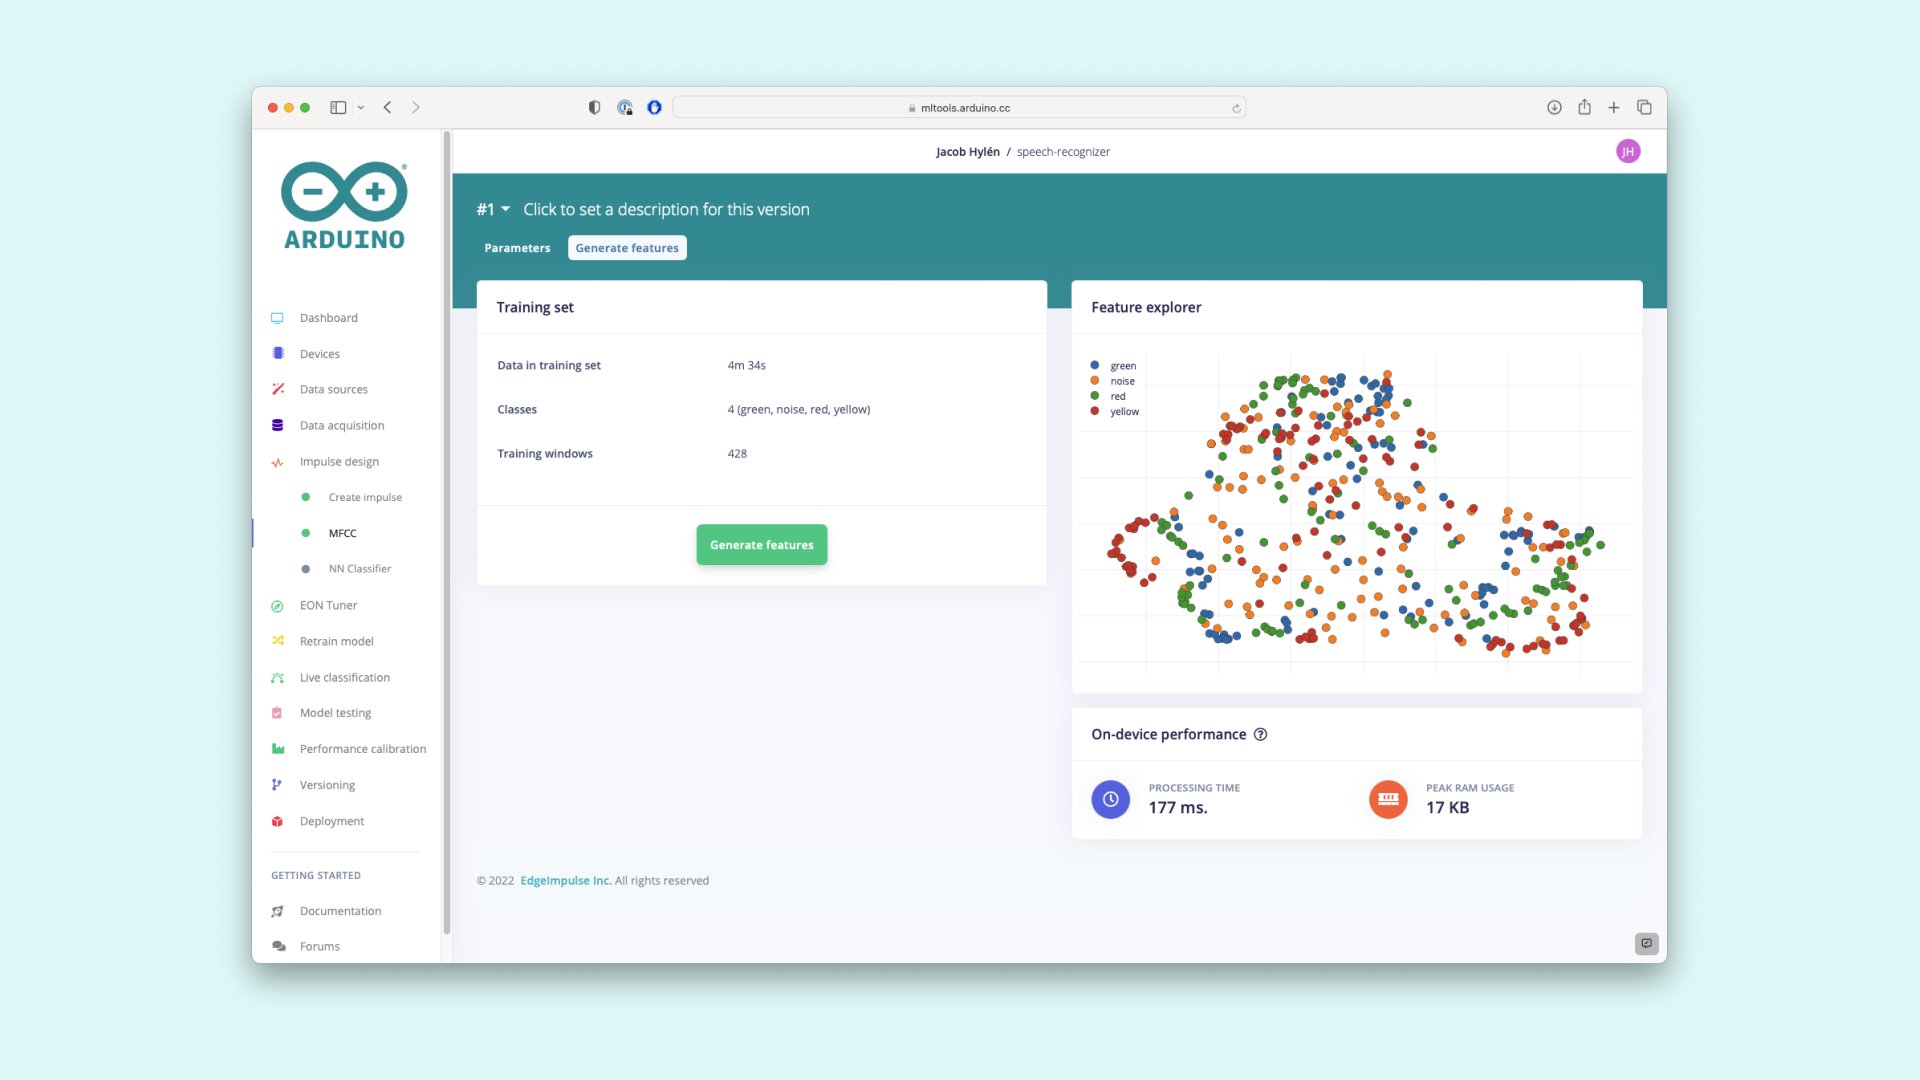 mltools.arduino.cc
ARDUINO
®
Dashboard
Devices
Data sources
Data acquisition
Impulse design
Create impulse
MFCC
NN Classifier
EON Tuner
Retrain model
Live classification
Model testing
Performance calibration
Versioning
Deployment
GETTING STARTED
Documentation
Forums
Jacob Hylén / speech-recognizer
JH
#1 Click to set a description for this version
Parameters Generate features
Training set
Data in training set 4m 34s
Classes 4 (green, noise, red, yellow)
Training windows 428
Generate features
Feature explorer
green
noise
red
yellow
On-device performance ?
PROCESSING TIME
177 ms.
PEAK RAM USAGE
17 KB
© 2022 EdgeImpulse Inc. All rights reserved